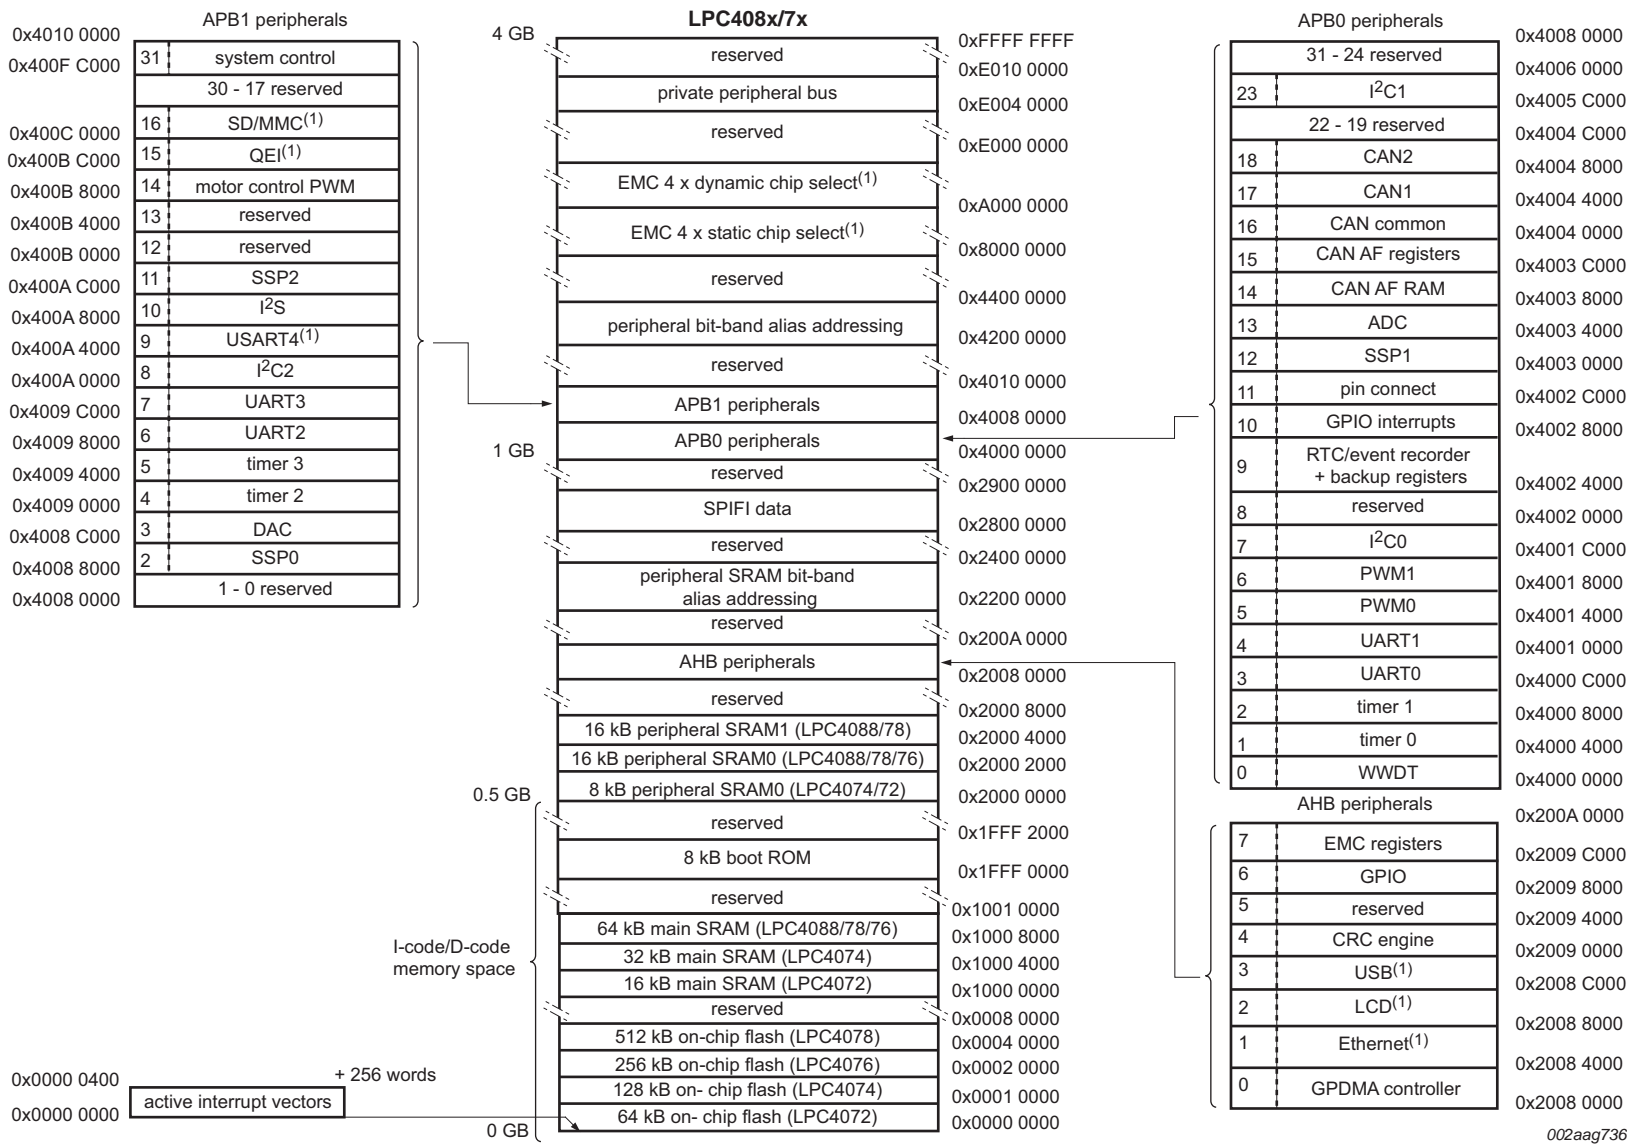 APB1 peripherals
0x4010 0000
0x400F C000
31 system control
30 - 17 reserved
0x400C 0000
16 SD/MMC(1)
0x400B C000
15 QEI(1)
0x400B 8000
14 motor control PWM
0x400B 4000
13 reserved
0x400B 0000
12 reserved
0x400A C000
11 SSP2
0x400A 8000
10 I2S
0x400A 4000
9 USART4(1)
0x400A 0000
8 I2C2
0x4009 C000
7 UART3
0x4009 8000
6 UART2
0x4009 4000
5 timer 3
0x4009 0000
4 timer 2
0x4008 C000
3 DAC
0x4008 8000
2 SSP0
0x4008 0000
1 - 0 reserved
LPC408x/7x
4 GB
0xFFFF FFFF
reserved
0xE010 0000
private peripheral bus
0xE004 0000
reserved
0xE000 0000
EMC 4 x dynamic chip select(1)
0xA000 0000
EMC 4 x static chip select(1)
0x8000 0000
reserved
0x4400 0000
peripheral bit-band alias addressing
0x4200 0000
reserved
0x4010 0000
APB1 peripherals
0x4008 0000
APB0 peripherals
1 GB
0x4000 0000
reserved
0x2900 0000
SPIFI data
0x2800 0000
reserved
0x2400 0000
peripheral SRAM bit-band
alias addressing
0x2200 0000
reserved
0x200A 0000
AHB peripherals
0x2008 0000
reserved
0x2000 8000
16 kB peripheral SRAM1 (LPC4088/78)
0x2000 4000
16 kB peripheral SRAM0 (LPC4088/78/76)
0x2000 2000
8 kB peripheral SRAM0 (LPC4074/72)
0.5 GB
0x2000 0000
reserved
0x1FFF 2000
8 kB boot ROM
0x1FFF 0000
reserved
0x1001 0000
64 kB main SRAM (LPC4088/78/76)
0x1000 8000
I-code/D-code
memory space
32 kB main SRAM (LPC4074)
0x1000 4000
16 kB main SRAM (LPC4072)
0x1000 0000
reserved
0x0008 0000
512 kB on-chip flash (LPC4078)
0x0004 0000
256 kB on-chip flash (LPC4076)
0x0002 0000
128 kB on- chip flash (LPC4074)
0x0001 0000
64 kB on- chip flash (LPC4072)
0 GB
0x0000 0000
+ 256 words
0x0000 0400
active interrupt vectors
0x0000 0000
APB0 peripherals
0x4008 0000
31 - 24 reserved
0x4006 0000
23 I2C1
0x4005 C000
22 - 19 reserved
0x4004 C000
18 CAN2
0x4004 8000
17 CAN1
0x4004 4000
16 CAN common
0x4004 0000
15 CAN AF registers
0x4003 C000
14 CAN AF RAM
0x4003 8000
13 ADC
0x4003 4000
12 SSP1
0x4003 0000
11 pin connect
0x4002 C000
10 GPIO interrupts
0x4002 8000
9 RTC/event recorder
+ backup registers
0x4002 4000
8 reserved
0x4002 0000
7 I2C0
0x4001 C000
6 PWM1
0x4001 8000
5 PWM0
0x4001 4000
4 UART1
0x4001 0000
3 UART0
0x4000 C000
2 timer 1
0x4000 8000
1 timer 0
0x4000 4000
0 WWDT
0x4000 0000
AHB peripherals
0x200A 0000
7 EMC registers
0x2009 C000
6 GPIO
0x2009 8000
5 reserved
0x2009 4000
4 CRC engine
0x2009 0000
3 USB(1)
0x2008 C000
2 LCD(1)
0x2008 8000
1 Ethernet(1)
0x2008 4000
0 GPDMA controller
0x2008 0000
002aag736